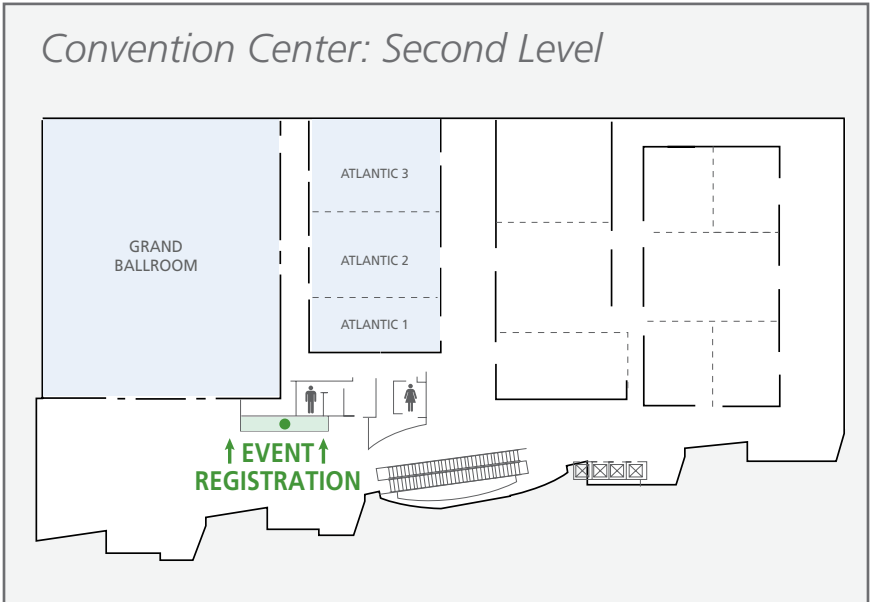 Convention Center: Second Level
ATLANTIC 3
GRAND
BALLROOM
ATLANTIC 2
ATLANTIC 1
EVENT
REGISTRATION